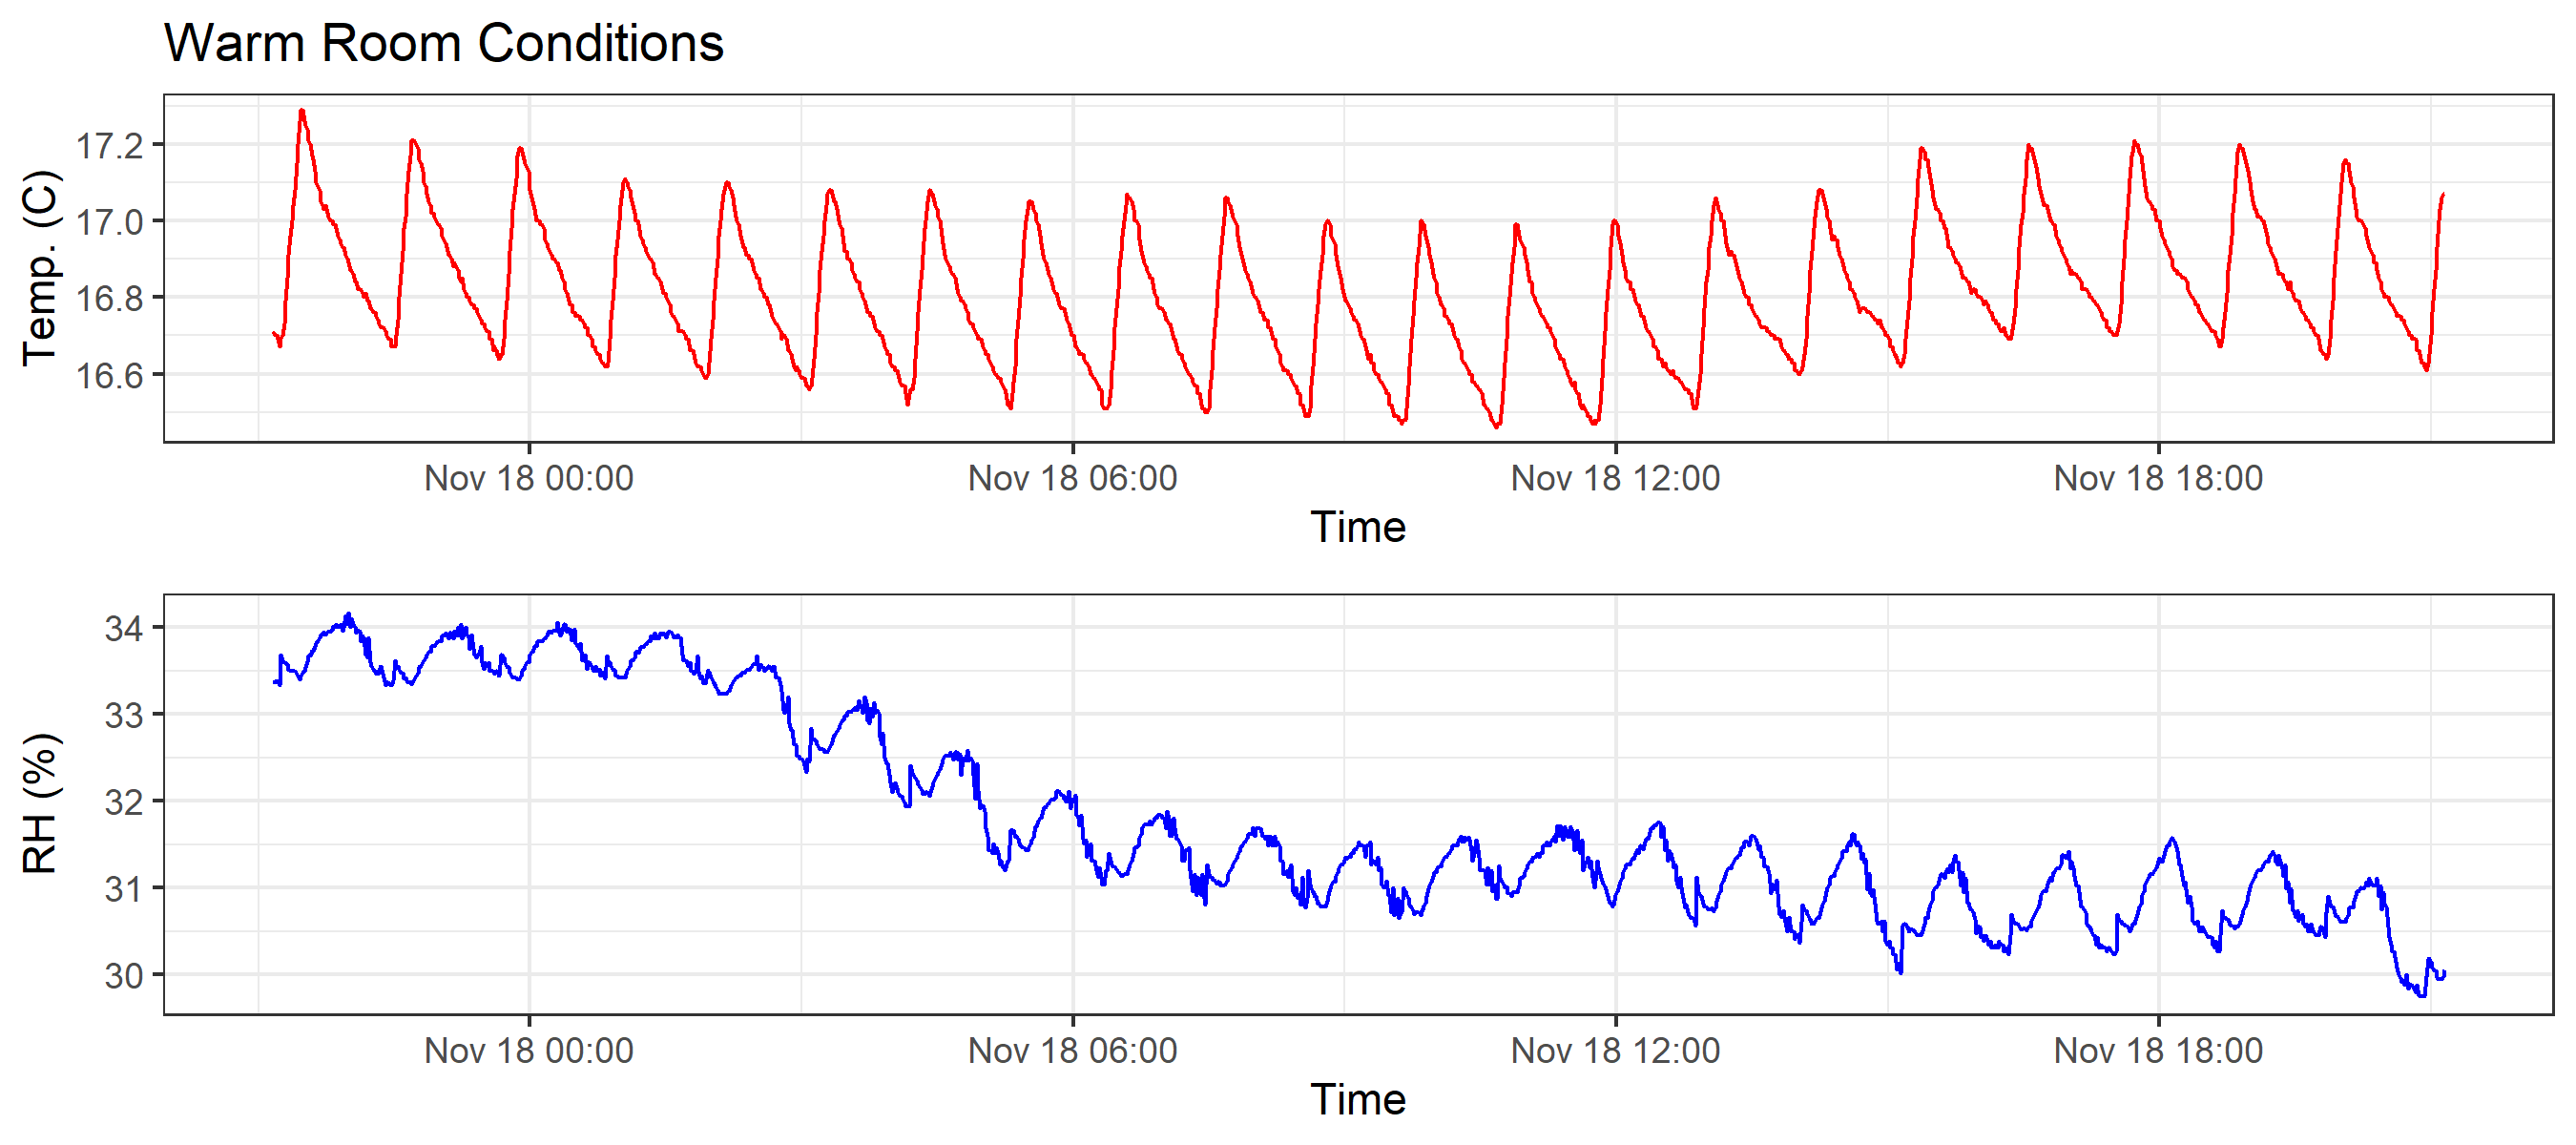 Warm Room Conditions
Temp. (C)
17.2
17.0
16.8
16.6
Nov 18 00:00 Nov 18 06:00 Nov 18 12:00 Nov 18 18:00
Time
RH (%)
34
33
32
31
30
Nov 18 00:00 Nov 18 06:00 Nov 18 12:00 Nov 18 18:00
Time